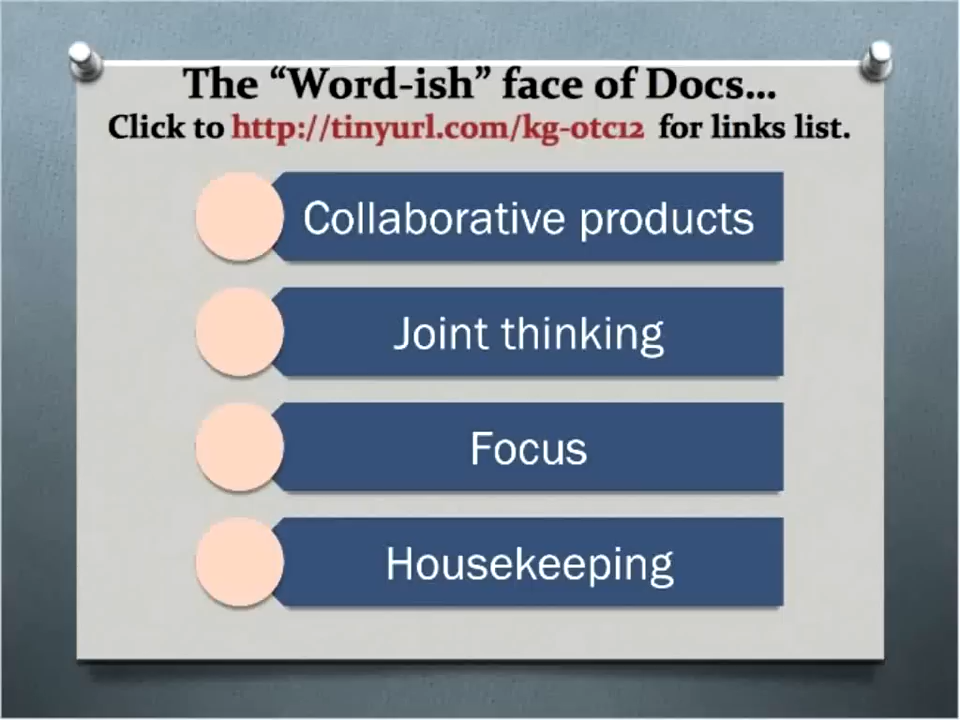 The “Word-ish” face of Docs...
Click to http://tinyurl.com/kg-otc12 for links list.
Collaborative products
Joint thinking
Focus
Housekeeping